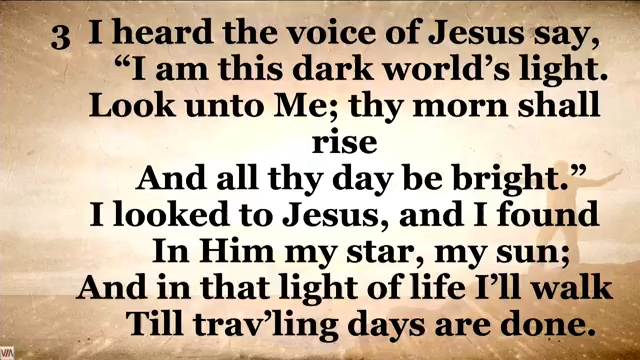 3 I heard the voice of Jesus say,
“I am this dark world’s light.
Look unto Me; thy morn shall
rise
And all thy day be bright.”
I looked to Jesus, and I found
In Him my star, my sun;
And in that light of life I’ll walk
Till trav’ling days are done.
VIA